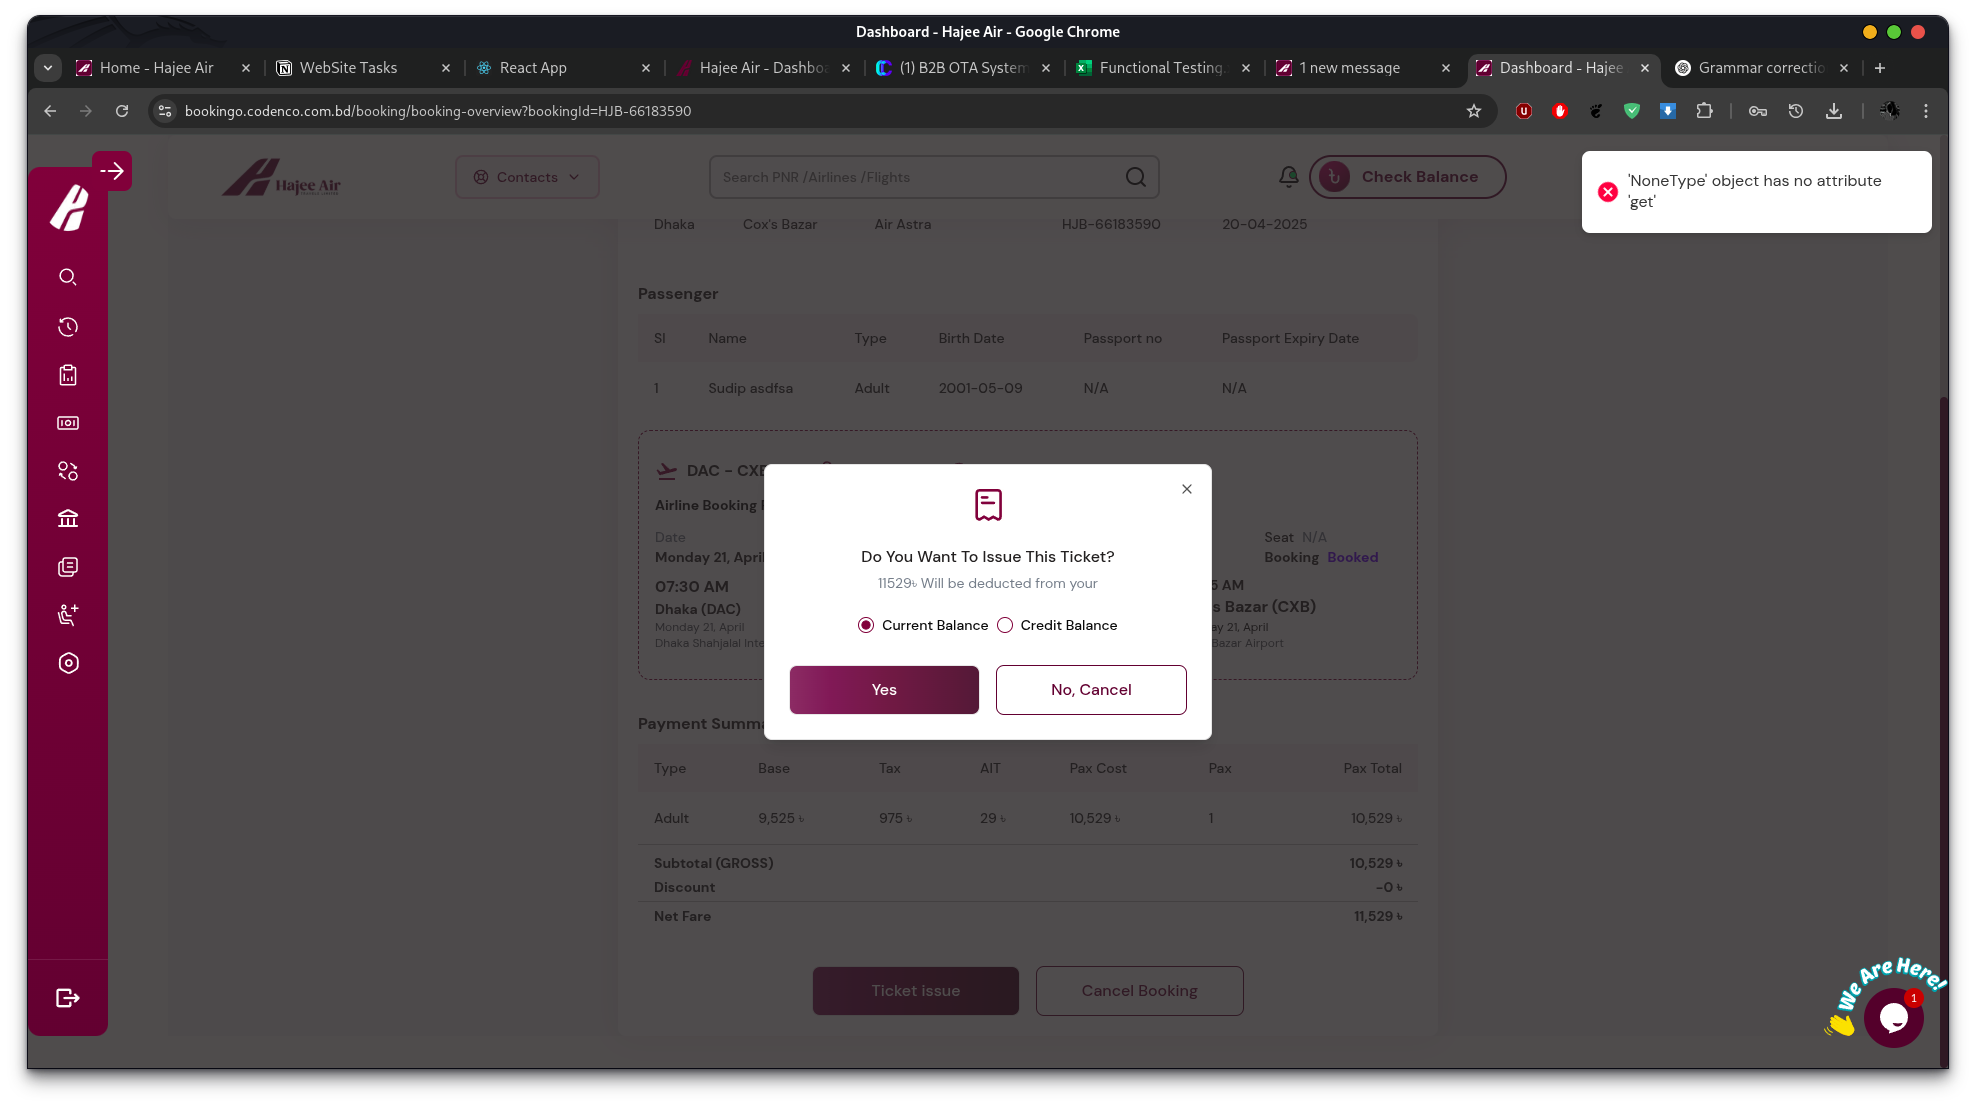 Dashboard - Hajee Air - Google Chrome
Home - Hajee Air
WebSite Tasks
React App
Hajee Air - Dashboa
(1) B2B OTA System
Functional Testing.
1 new message
Dashboard - Hajee
Grammar correctio
bookingo.codenco.com.bd/booking/booking-overview?bookingId=HJB-66183590
Hajee Air
Contacts
Search PNR /Airlines /Flights
৳ Check Balance
'NoneType' object has no attribute
'get'
Dhaka Cox's Bazar Air Astra HJB-66183590 20-04-2025
Passenger
Sl Name Type Birth Date Passport no Passport Expiry Date
1 Sudip asdfsa Adult 2001-05-09 N/A N/A
DAC - CXB
Airline Booking
Date
Monday 21, April
07:30 AM
Dhaka (DAC)
Monday 21, April
Dhaka Shahjalal Inte
Seat N/A
Booking Booked
5 AM
s Bazar (CXB)
ay 21, April
Bazar Airport
Do You Want To Issue This Ticket?
11529৳ Will be deducted from your
Current Balance Credit Balance
Yes
No, Cancel
Payment Summa
Type Base Tax AIT Pax Cost Pax Pax Total
Adult 9,525 ৳ 975 ৳ 29 ৳ 10,529 ৳ 1 10,529 ৳
Subtotal (GROSS) 10,529 ৳
Discount -0 ৳
Net Fare 11,529 ৳
Ticket issue
Cancel Booking
We Are Here!
1